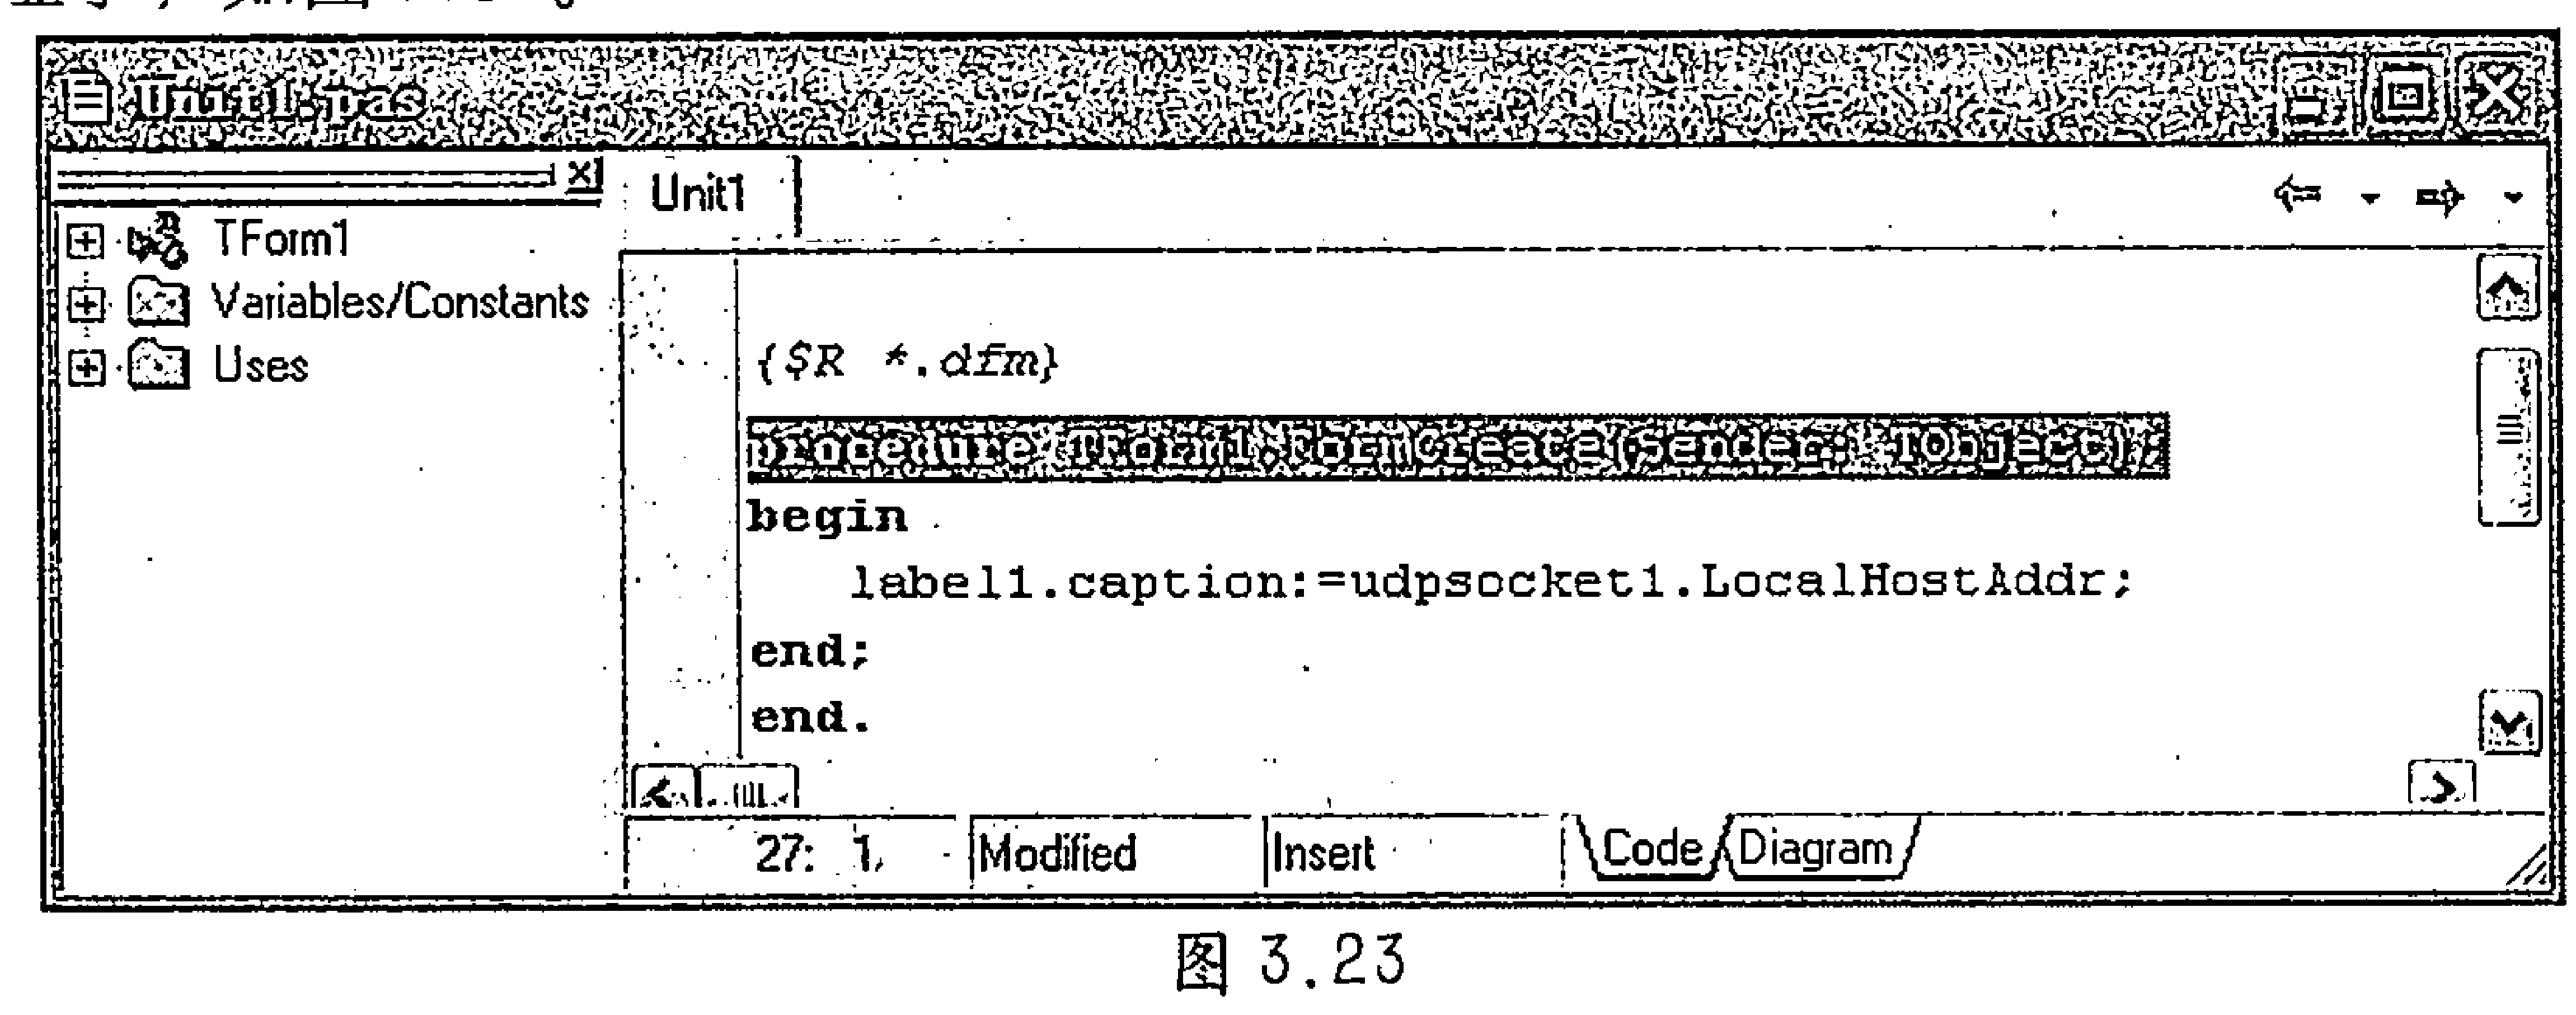 Unit1.pas
Unit1
TForm1
Variables/Constants
Uses
{$R *.dfm}
procedure TForm1.FormCreate(Sender: TObject);
begin
label1.caption:=udpsocket1.LocalHostAddr;
end;
end.
27: 1
Modified
Insert
Code
Diagram
图 3.23